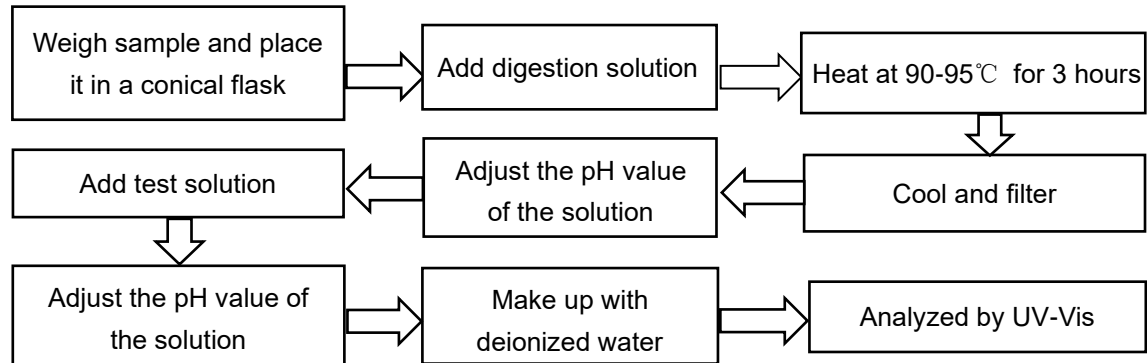 Weigh sample and place
it in a conical flask
Add digestion solution
Heat at 90-95℃ for 3 hours
Cool and filter
Adjust the pH value
of the solution
Add test solution
Adjust the pH value of
the solution
Make up with
deionized water
Analyzed by UV-Vis